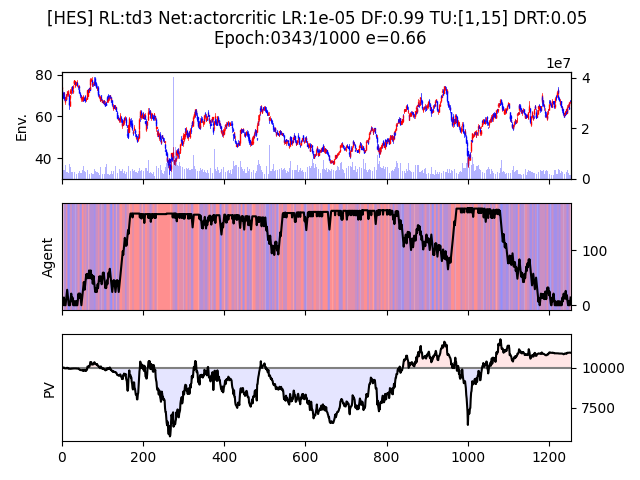 [HES] RL:td3 Net:actorcritic LR:1e-05 DF:0.99 TU:[1,15] DRT:0.05
Epoch:0343/1000 e=0.66
1e7
80
60
40
Env.
4
2
0
Agent
100
0
PV
10000
7500
0 200 400 600 800 1000 1200